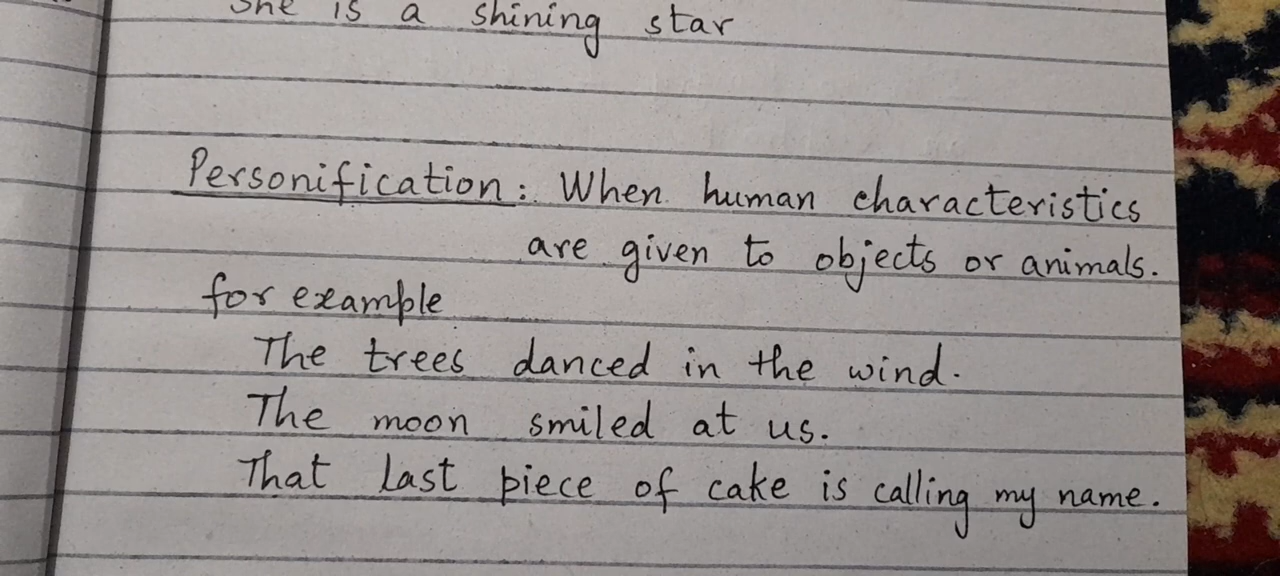 She is a shining star
Personification: When human characteristics
are given to objects or animals.
for example
The trees danced in the wind.
The moon smiled at us.
That last piece of cake is calling my name.